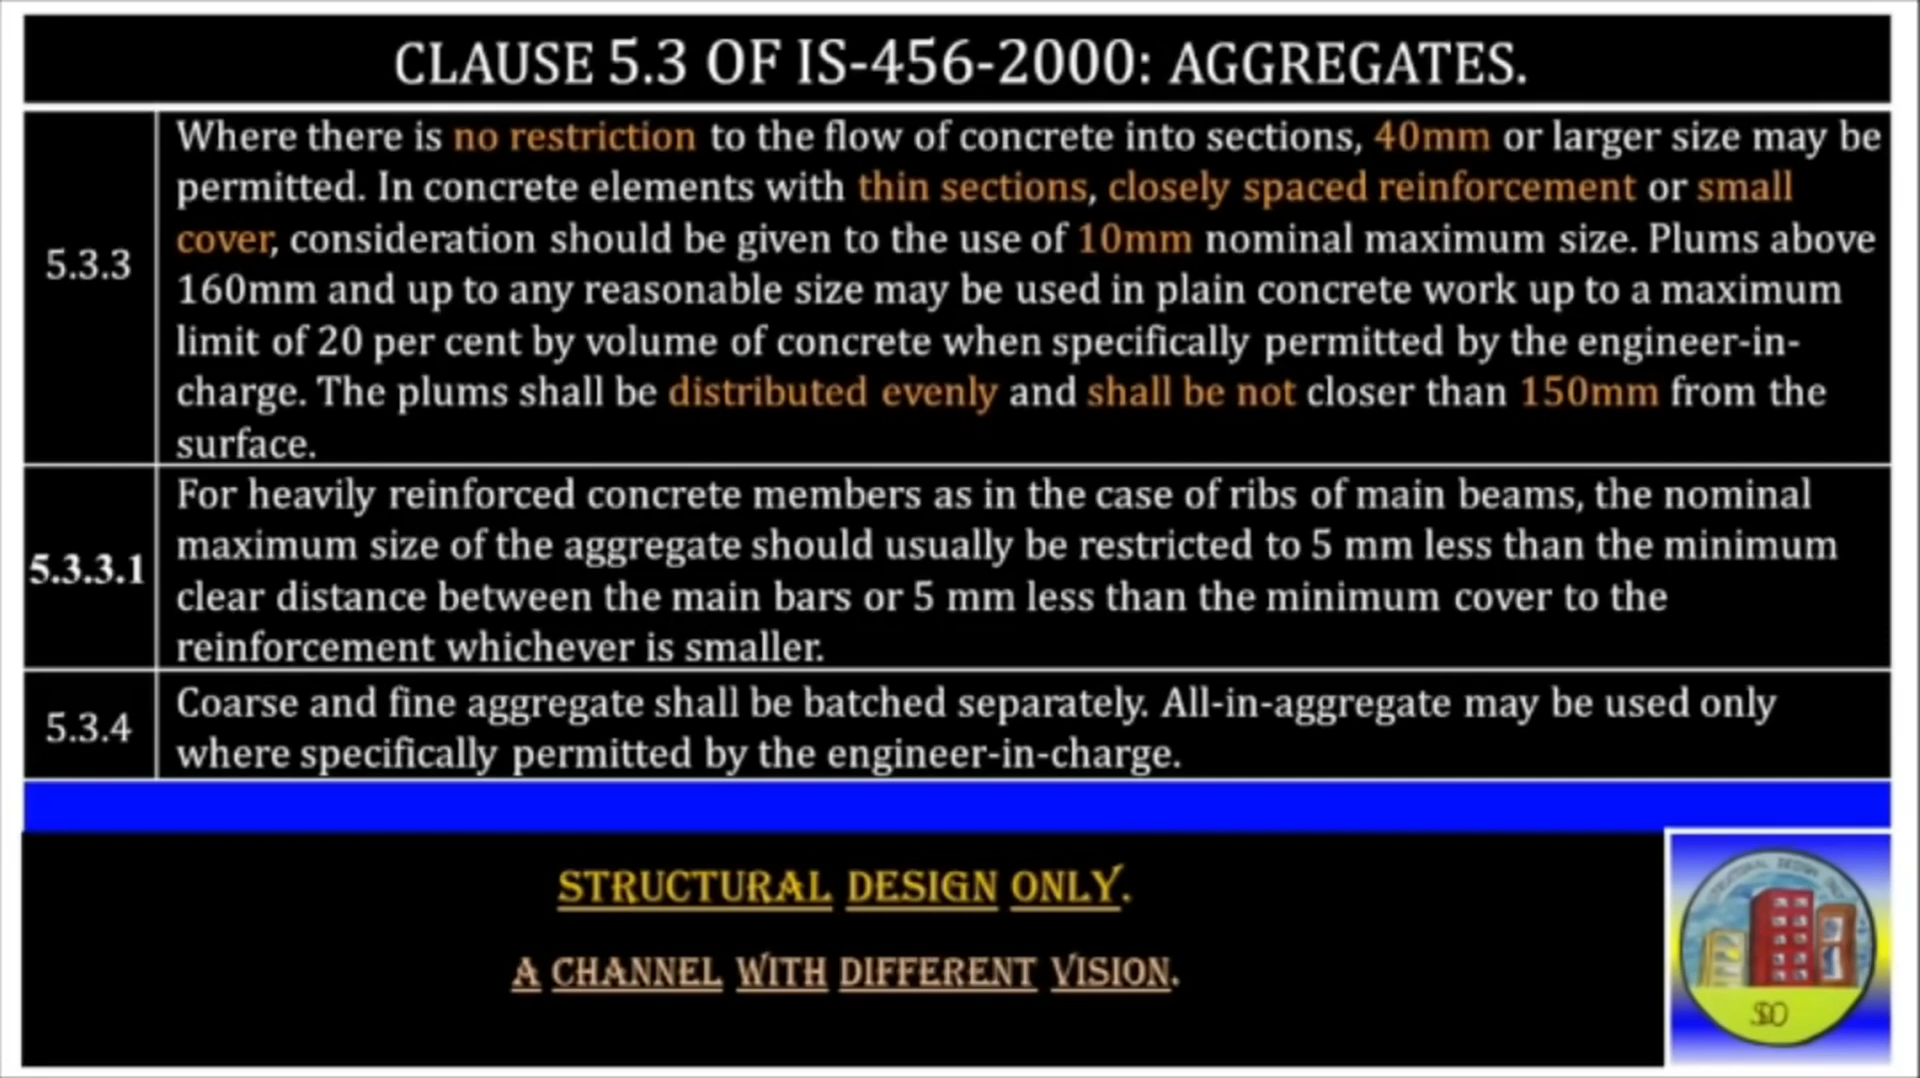 CLAUSE 5.3 OF IS-456-2000: AGGREGATES.
5.3.3
Where there is no restriction to the flow of concrete into sections, 40mm or larger size may be
permitted. In concrete elements with thin sections, closely spaced reinforcement or small
cover, consideration should be given to the use of 10mm nominal maximum size. Plums above
160mm and up to any reasonable size may be used in plain concrete work up to a maximum
limit of 20 per cent by volume of concrete when specifically permitted by the engineer-in-
charge. The plums shall be distributed evenly and shall be not closer than 150mm from the
surface.
5.3.3.1
For heavily reinforced concrete members as in the case of ribs of main beams, the nominal
maximum size of the aggregate should usually be restricted to 5 mm less than the minimum
clear distance between the main bars or 5 mm less than the minimum cover to the
reinforcement whichever is smaller.
5.3.4
Coarse and fine aggregate shall be batched separately. All-in-aggregate may be used only
where specifically permitted by the engineer-in-charge.
STRUCTURAL DESIGN ONLY.
A CHANNEL WITH DIFFERENT VISION.
STRUCTURAL DESIGN ONLY
SDO